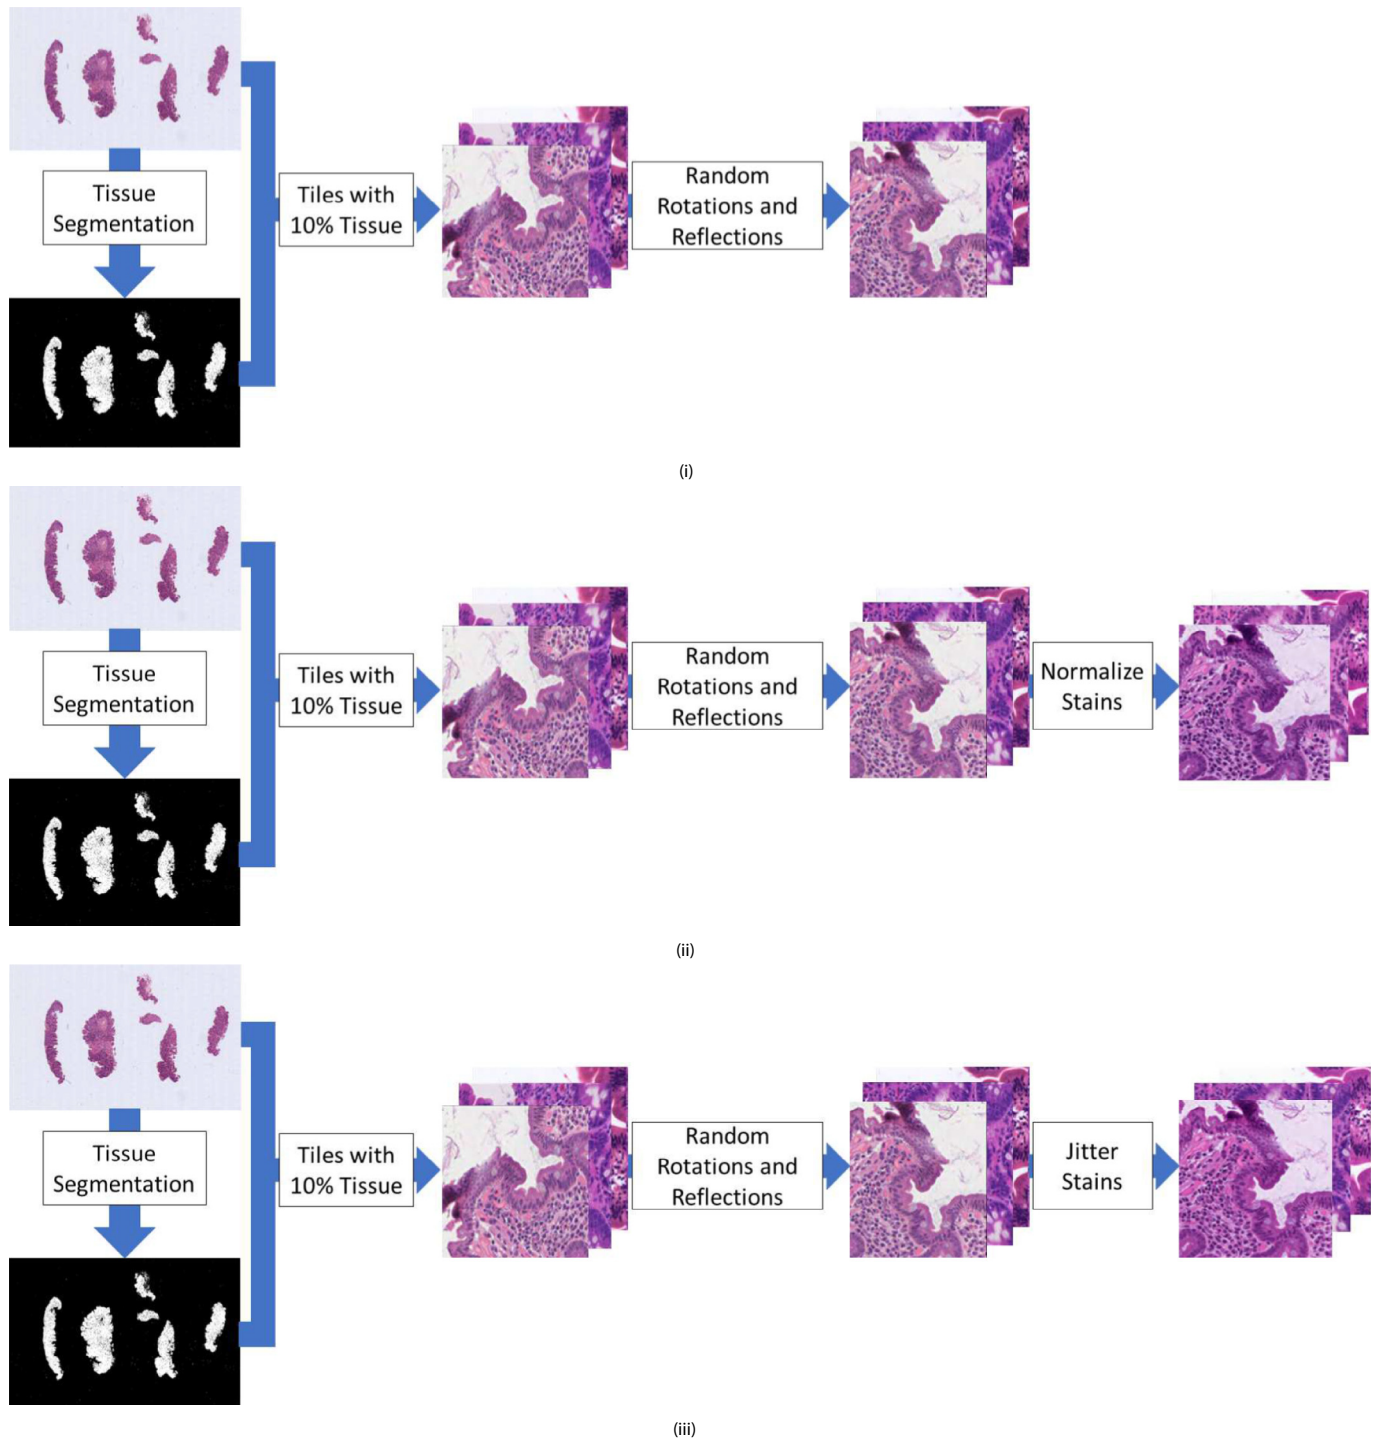 Tissue
Segmentation
Tiles with
10% Tissue
Random
Rotations and
Reflections
(i)
Tissue
Segmentation
Tiles with
10% Tissue
Random
Rotations and
Reflections
Normalize
Stains
(ii)
Tissue
Segmentation
Tiles with
10% Tissue
Random
Rotations and
Reflections
Jitter
Stains
(iii)